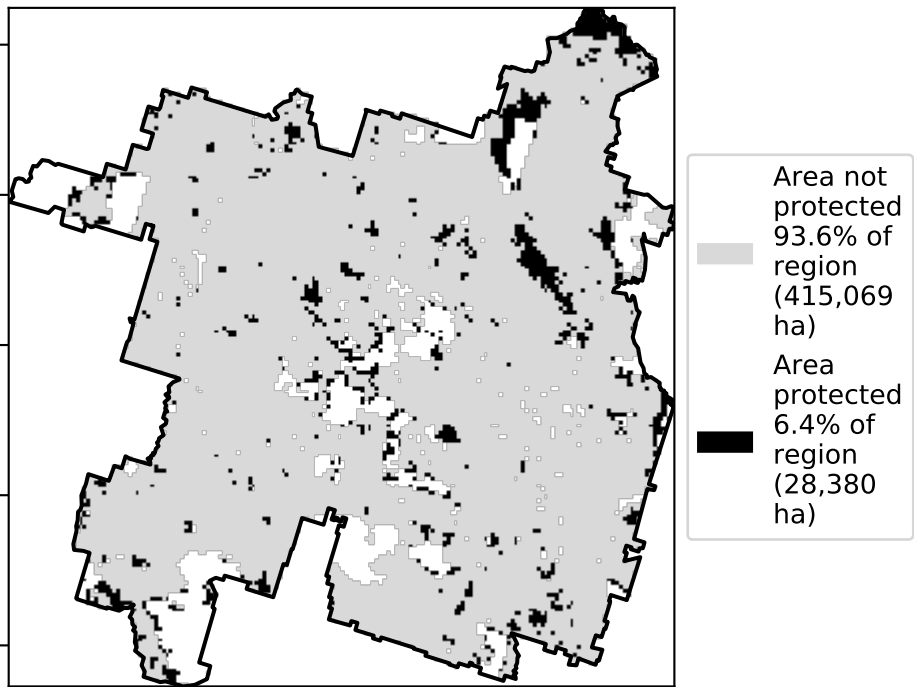 Area not
protected
93.6% of
region
(415,069
ha)
Area
protected
6.4% of
region
(28,380
ha)